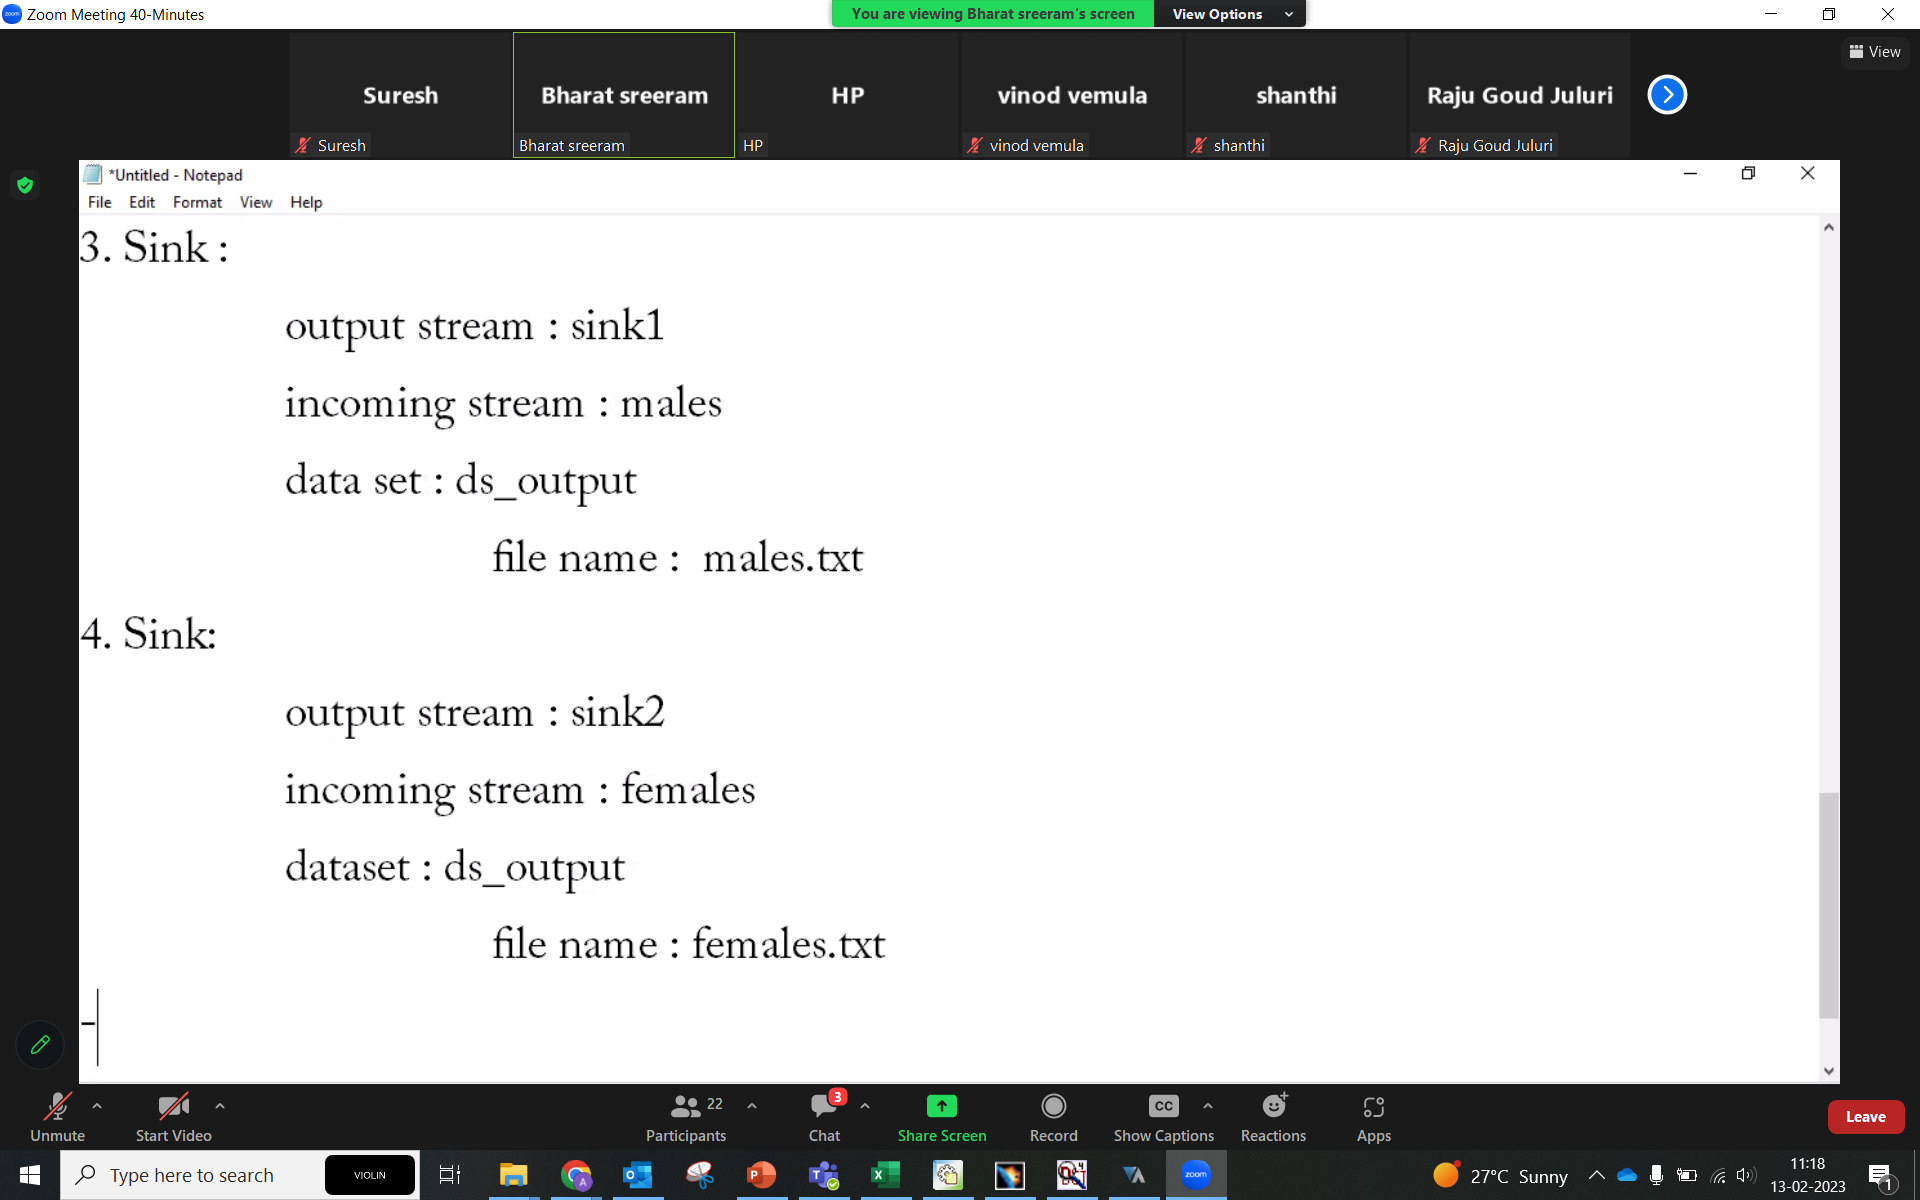 Zoom Meeting 40-Minutes
You are viewing Bharat sreeram's screen View Options
View
Suresh Bharat sreeram HP vinod vemula shanthi Raju Goud Juluri
Suresh Bharat sreeram HP vinod vemula shanthi Raju Goud Juluri
*Untitled - Notepad
File Edit Format View Help
3. Sink :
output stream : sink1
incoming stream : males
data set : ds_output
file name :  males.txt
4. Sink:
output stream : sink2
incoming stream : females
dataset : ds_output
file name : females.txt
-
22
3
CC
Unmute Start Video Participants Chat Share Screen Record Show Captions Reactions Apps Leave
Type here to search
VIOLIN
zoom
27°C Sunny
11:18
13-02-2023
1